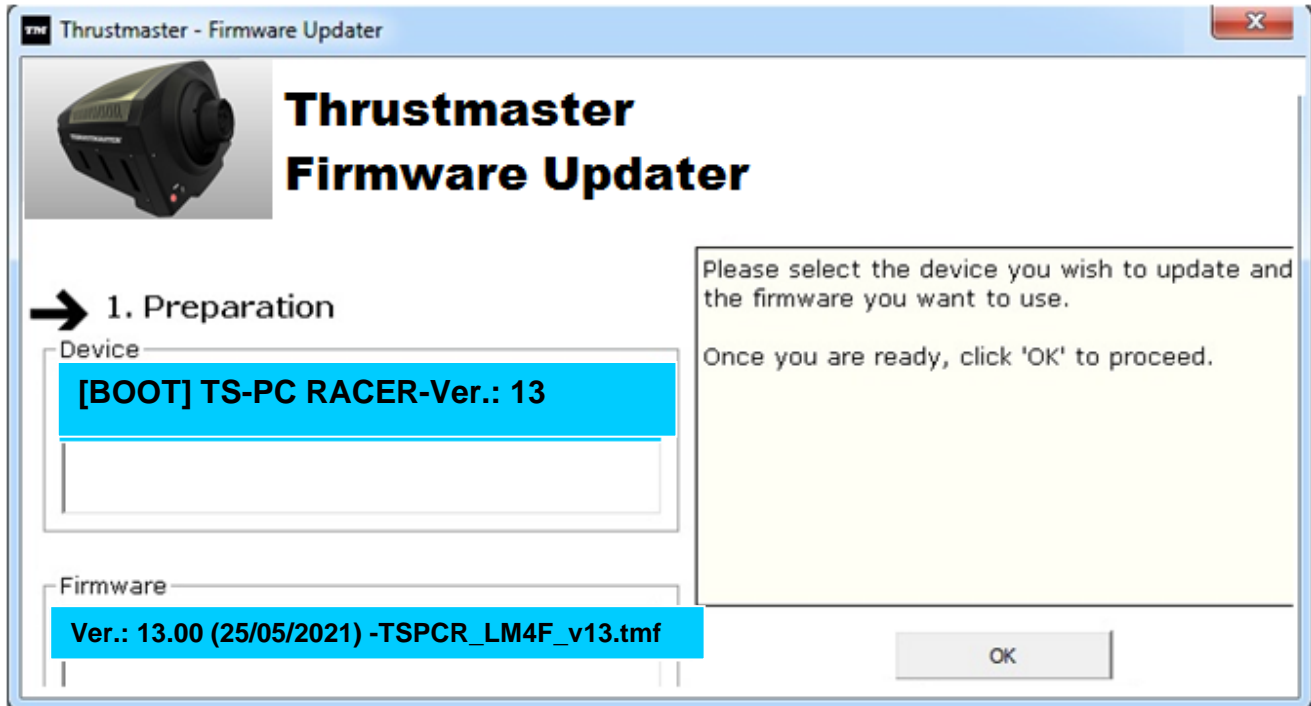 TM Thrustmaster - Firmware Updater
x
THRUSTMASTER
Thrustmaster
Firmware Updater
1. Preparation
Device
[BOOT] TS-PC RACER-Ver.: 13
Firmware
Ver.: 13.00 (25/05/2021) -TSPCR_LM4F_v13.tmf
Please select the device you wish to update and
the firmware you want to use.
Once you are ready, click 'OK' to proceed.
OK